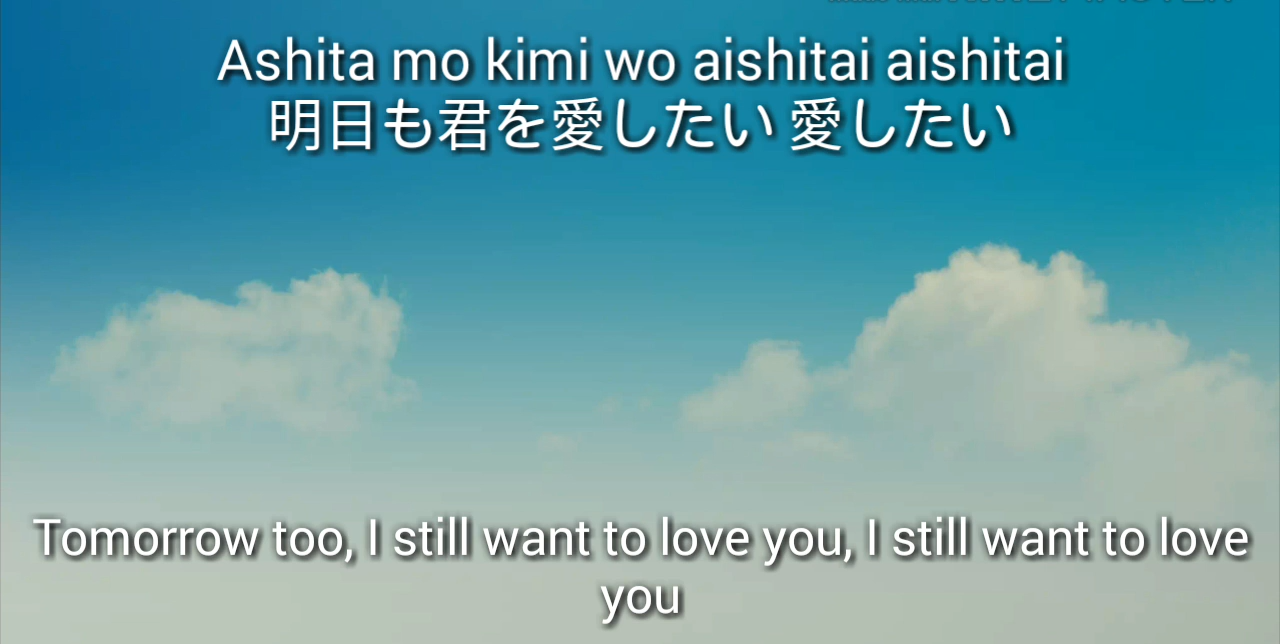 Ashita mo kimi wo aishitai aishitai
明日も君を愛したい 愛したい
Tomorrow too, I still want to love you, I still want to love
you